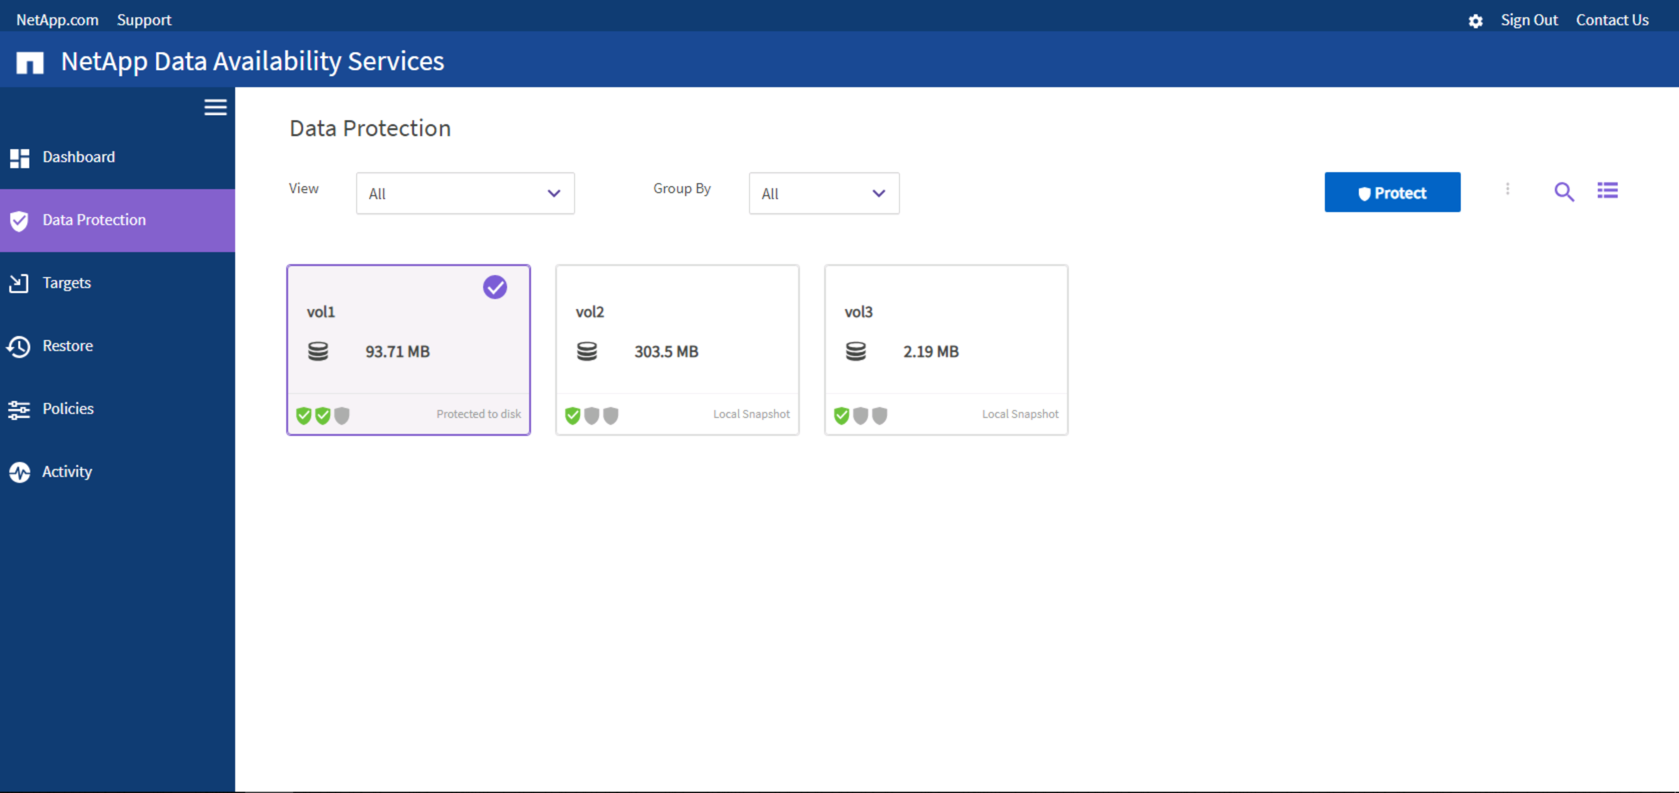 NetApp.com Support
Sign Out Contact Us
NetApp Data Availability Services
Dashboard
Data Protection
Targets
Restore
Policies
Activity
Data Protection
View All
Group By All
Protect
vol1
93.71 MB
Protected to disk
vol2
303.5 MB
Local Snapshot
vol3
2.19 MB
Local Snapshot